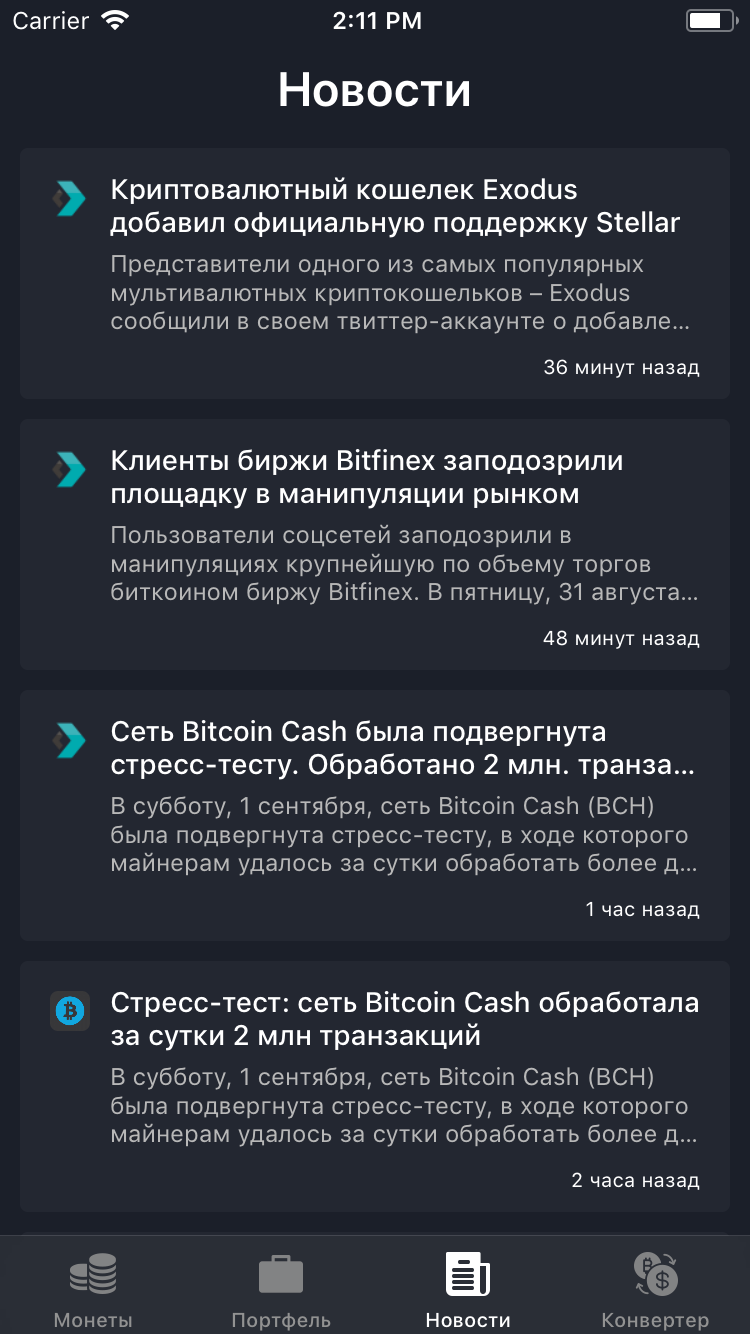 Carrier 2:11 PM
Новости
Криптовалютный кошелек Exodus
добавил официальную поддержку Stellar
Представители одного из самых популярных
мультивалютных криптокошельков – Exodus
сообщили в своем твиттер-аккаунте о добавле...
36 минут назад
Клиенты биржи Bitfinex заподозрили
площадку в манипуляции рынком
Пользователи соцсетей заподозрили в
манипуляциях крупнейшую по объему торгов
биткоином биржу Bitfinex. В пятницу, 31 августа...
48 минут назад
Сеть Bitcoin Cash была подвергнута
стресс-тесту. Обработано 2 млн. транза...
В субботу, 1 сентября, сеть Bitcoin Cash (BCH)
была подвергнута стресс-тесту, в ходе которого
майнерам удалось за сутки обработать более д...
1 час назад
Стресс-тест: сеть Bitcoin Cash обработала
за сутки 2 млн транзакций
В субботу, 1 сентября, сеть Bitcoin Cash (BCH)
была подвергнута стресс-тесту, в ходе которого
майнерам удалось за сутки обработать более д...
2 часа назад
Монеты Портфель Новости Конвертер